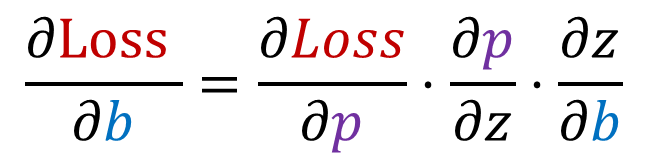 ∂Loss/∂b = ∂Loss/∂p · ∂p/∂z · ∂z/∂b